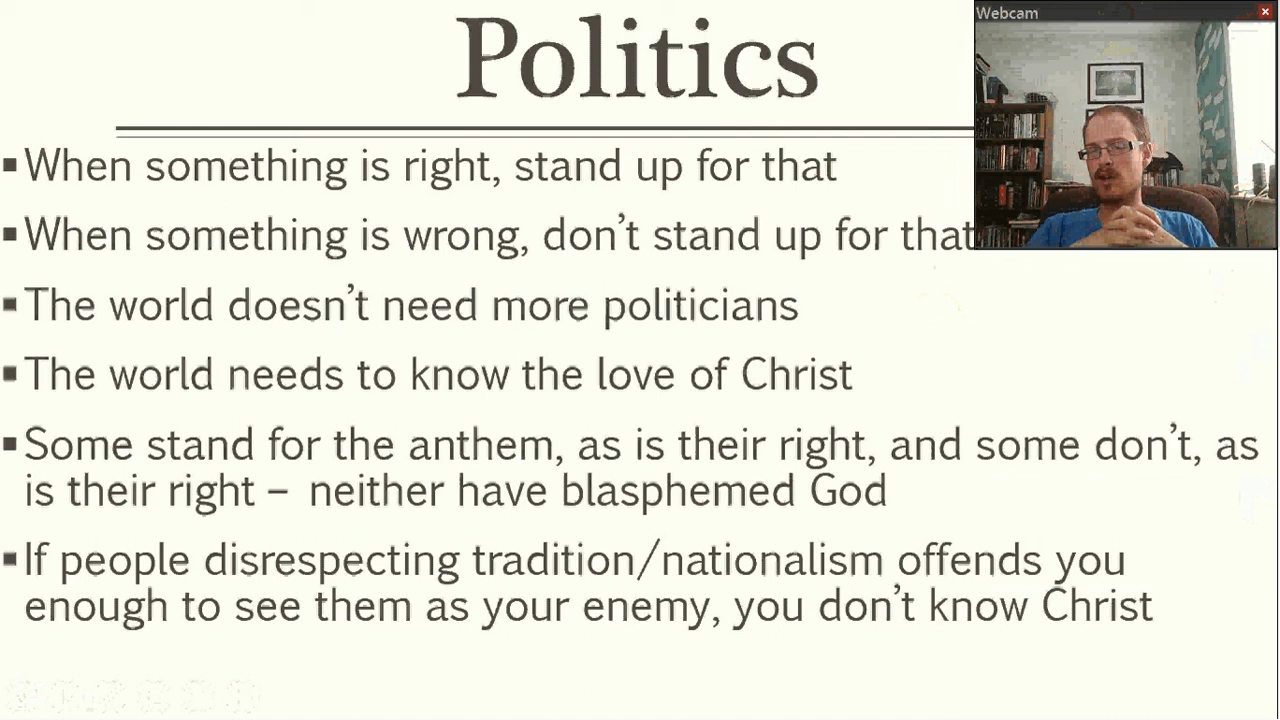 Politics
Webcam
▪When something is right, stand up for that
▪When something is wrong, don't stand up for that
▪The world doesn't need more politicians
▪The world needs to know the love of Christ
▪Some stand for the anthem, as is their right, and some don't, as
is their right – neither have blasphemed God
▪If people disrespecting tradition/nationalism offends you
enough to see them as your enemy, you don't know Christ